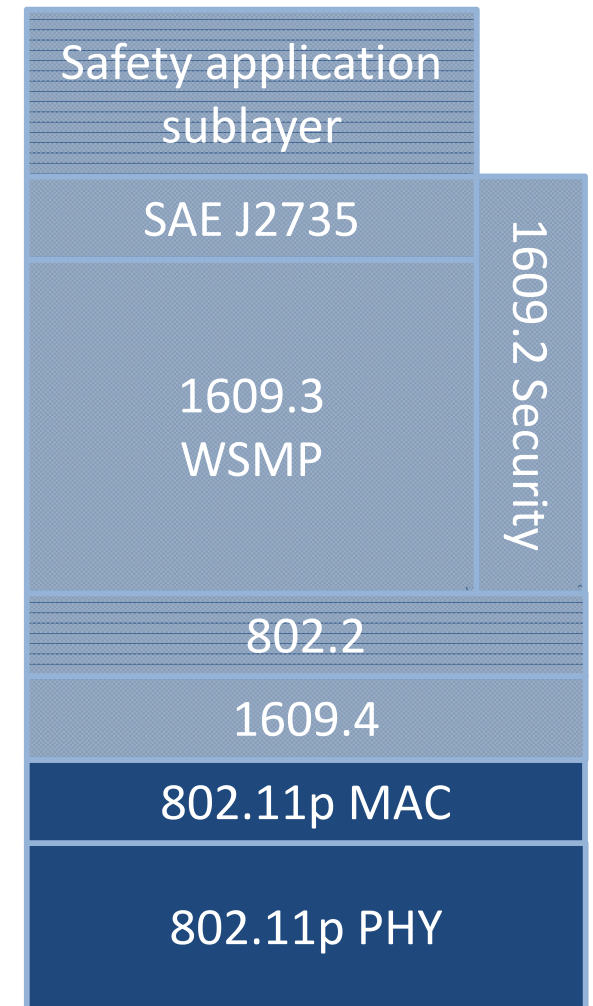 Safety application
sublayer
SAE J2735
1609.2 Security
1609.3
WSMP
802.2
1609.4
802.11p MAC
802.11p PHY